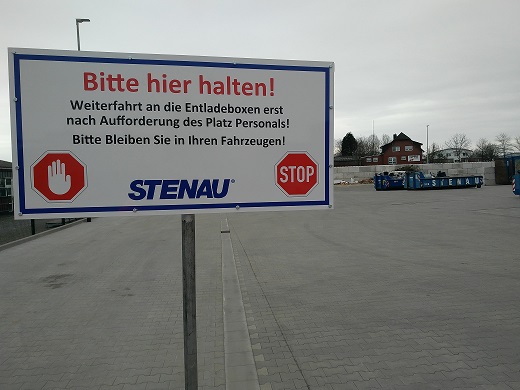 Bitte hier halten!
Weiterfahrt an die Entladeboxen erst
nach Aufforderung des Platz Personals!
Bitte Bleiben Sie in Ihren Fahrzeugen!
STENAU
STOP
STENAU